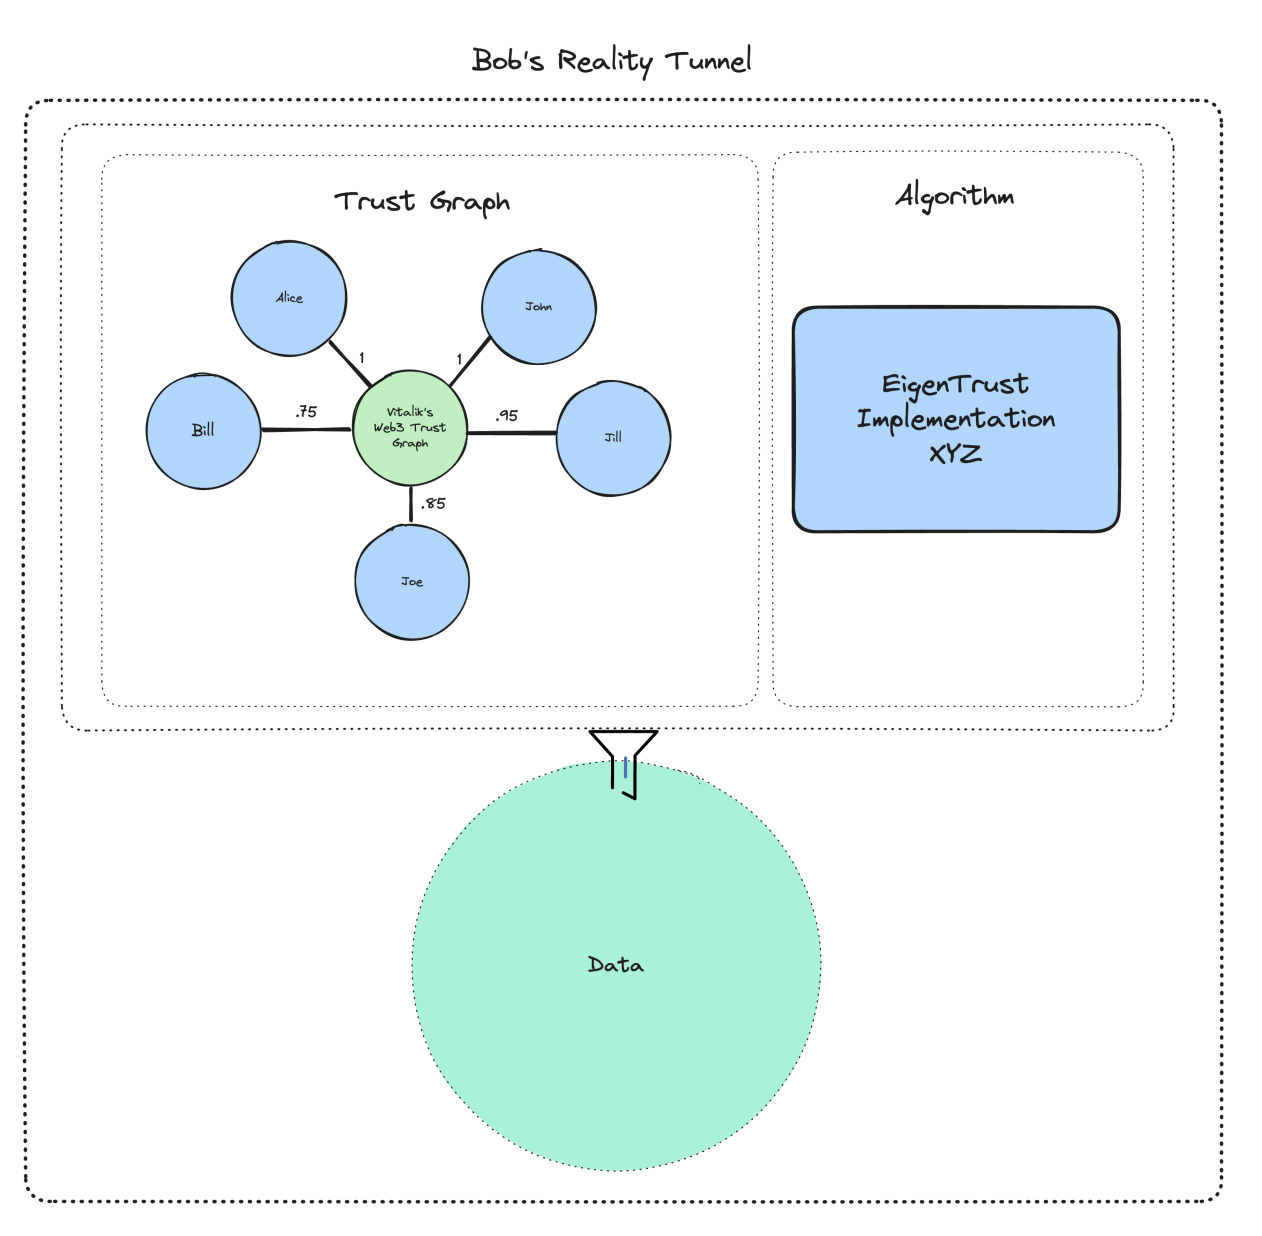 Bob's Reality Tunnel
Trust Graph
Algorithm
Alice
John
1
1
Bill
.75
Vitalik's
Web3 Trust
Graph
.95
Jill
.85
Joe
EigenTrust
Implementation
XYZ
Data